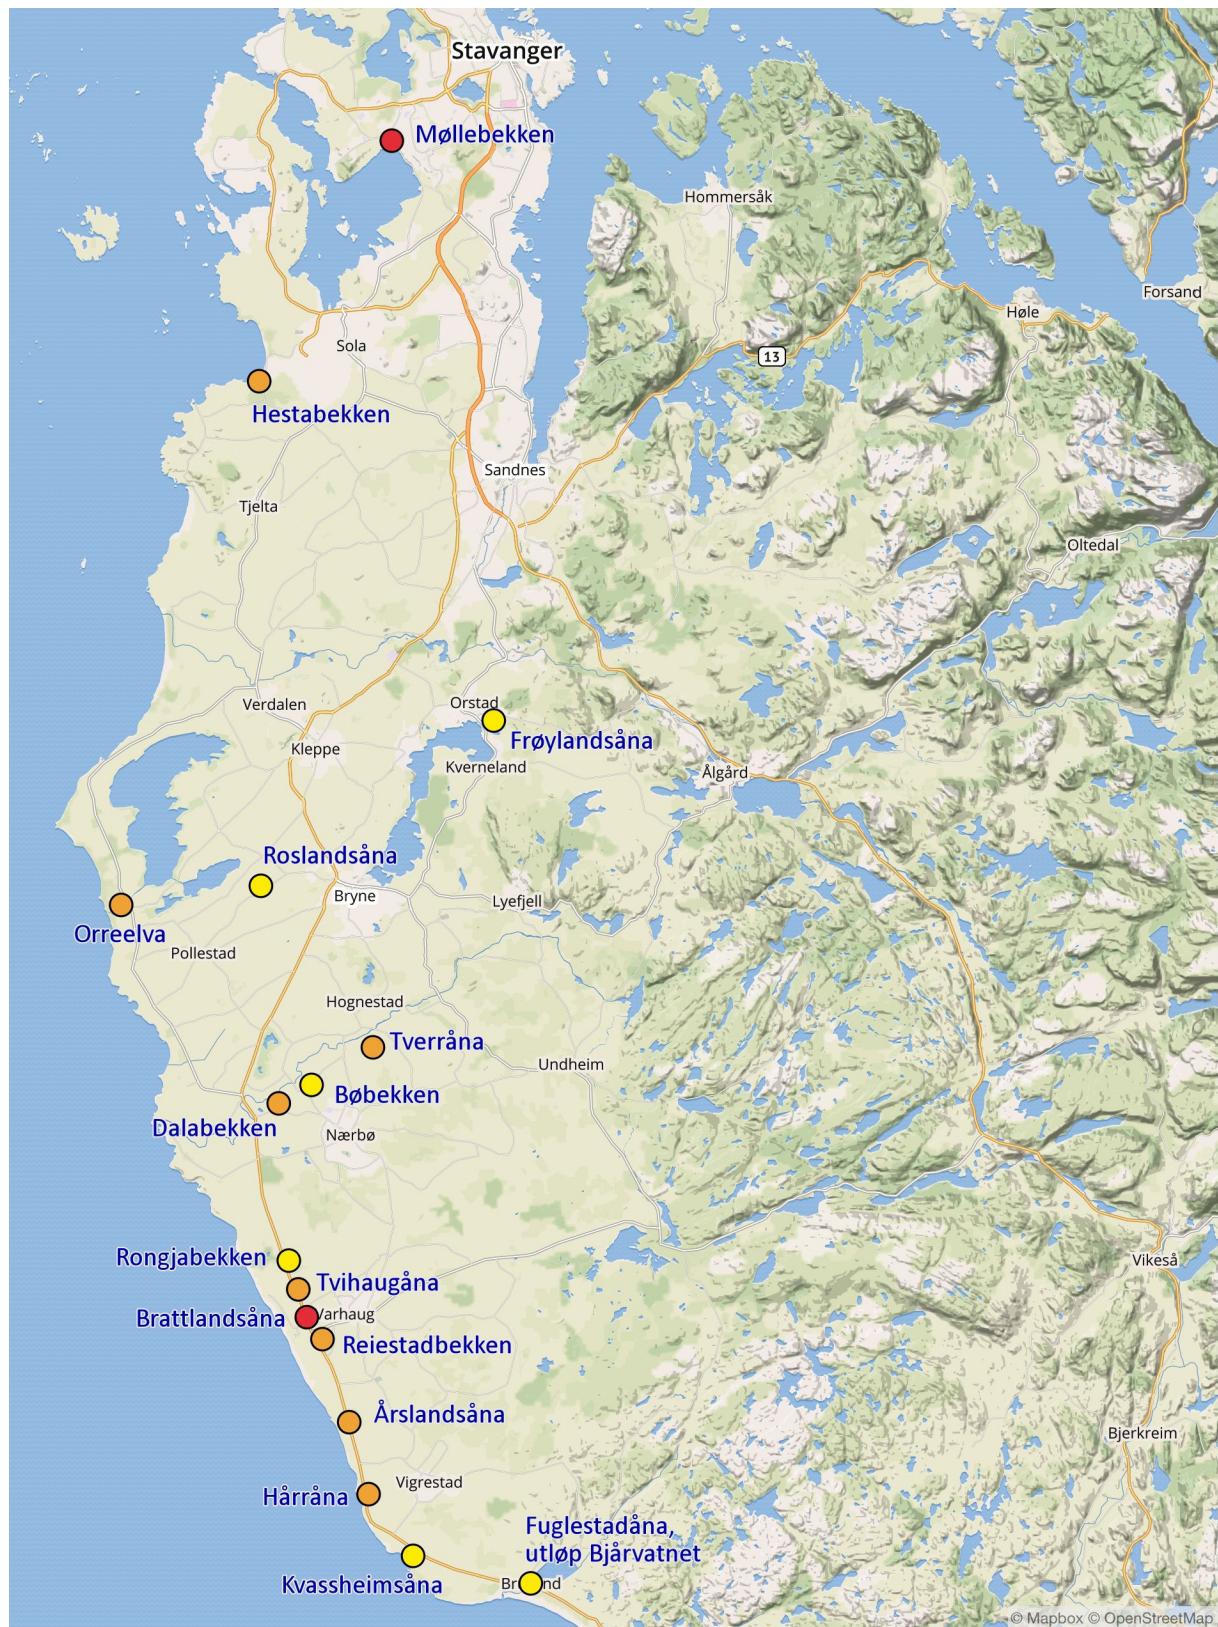 Stavanger
Møllebekken
Hommersåk
Forsand
Høle
Sola
13
Hestabekken
Sandnes
Tjelta
Oltedal
Orstad
Verdalen
Frøylandsåna
Kleppe
Kverneland
Ålgård
Roslandsåna
Bryne
Lyefjell
Orreelva
Pollestad
Hognestad
Tverråna
Undheim
Bøbekken
Dalabekken
Nærbø
Rongjabekken
Vikeså
Tvihaugåna
Brattlandsåna
Varhaug
Reiestadbekken
Årslandsåna
Bjerkreim
Vigrestad
Hårråna
Fuglestadåna,
utløp Bjårvatnet
Kvassheimsåna
© Mapbox © OpenStreetMap